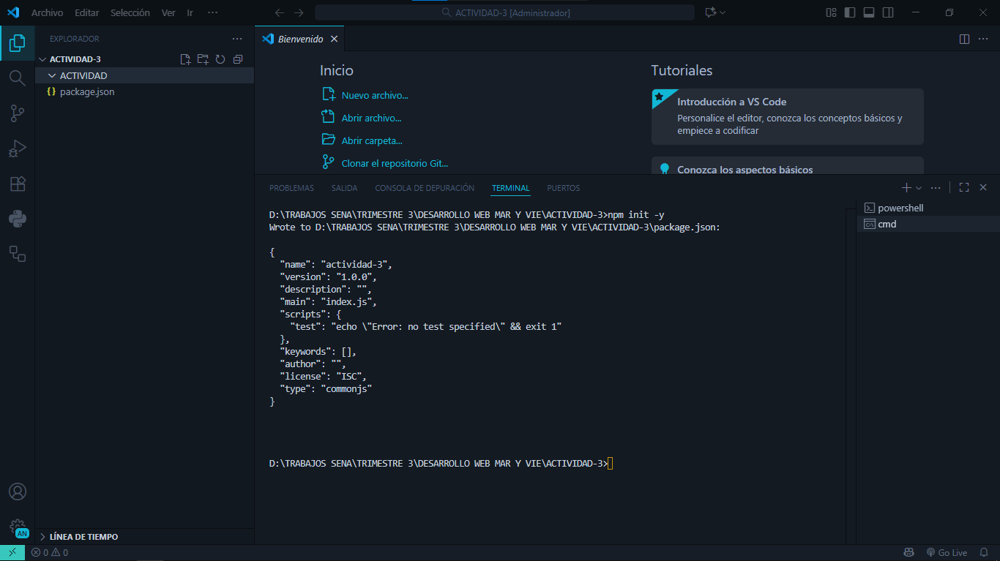 Archivo Editar Selección Ver Ir ···
ACTIVIDAD-3 [Administrador]
EXPLORADOR
ACTIVIDAD-3
ACTIVIDAD
{} package.json
LÍNEA DE TIEMPO
Bienvenido
Inicio
Nuevo archivo...
Abrir archivo...
Abrir carpeta...
Clonar el repositorio Git...
Tutoriales
Introducción a VS Code
Personalice el editor, conozca los conceptos básicos y
empiece a codificar
Conozca los aspectos básicos
PROBLEMAS SALIDA CONSOLA DE DEPURACIÓN TERMINAL PUERTOS
D:\TRABAJOS SENA\TRIMESTRE 3\DESARROLLO WEB MAR Y VIE\ACTIVIDAD-3>npm init -y
Wrote to D:\TRABAJOS SENA\TRIMESTRE 3\DESARROLLO WEB MAR Y VIE\ACTIVIDAD-3\package.json:
{
"name": "actividad-3",
"version": "1.0.0",
"description": "",
"main": "index.js",
"scripts": {
"test": "echo \"Error: no test specified\" && exit 1"
},
"keywords": [],
"author": "",
"license": "ISC",
"type": "commonjs"
}
D:\TRABAJOS SENA\TRIMESTRE 3\DESARROLLO WEB MAR Y VIE\ACTIVIDAD-3>
powershell
cmd
AN
0 0
Go Live